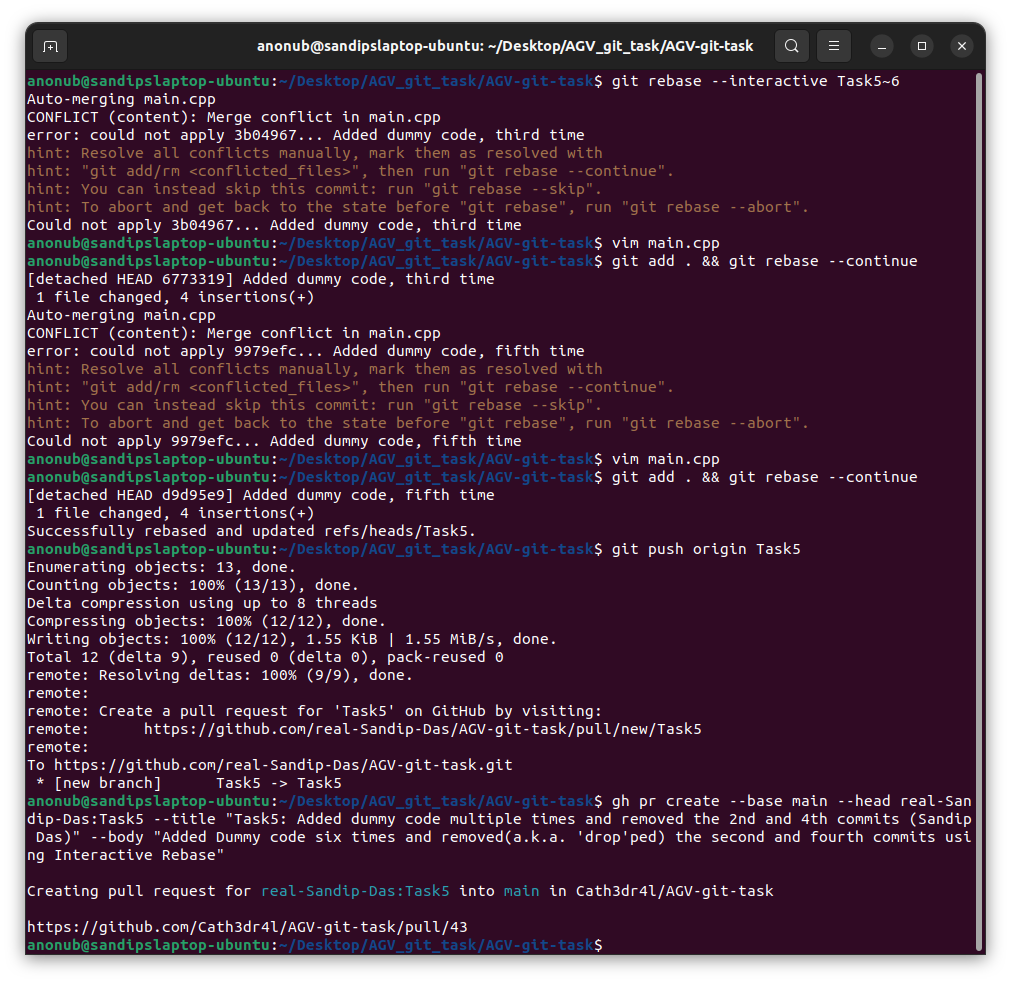 anonub@sandipslaptop-ubuntu: ~/Desktop/AGV_git_task/AGV-git-task
anonub@sandipslaptop-ubuntu:~/Desktop/AGV_git_task/AGV-git-task$ git rebase --interactive Task5~6
Auto-merging main.cpp
CONFLICT (content): Merge conflict in main.cpp
error: could not apply 3b04967... Added dummy code, third time
hint: Resolve all conflicts manually, mark them as resolved with
hint: "git add/rm <conflicted_files>", then run "git rebase --continue".
hint: You can instead skip this commit: run "git rebase --skip".
hint: To abort and get back to the state before "git rebase", run "git rebase --abort".
Could not apply 3b04967... Added dummy code, third time
anonub@sandipslaptop-ubuntu:~/Desktop/AGV_git_task/AGV-git-task$ vim main.cpp
anonub@sandipslaptop-ubuntu:~/Desktop/AGV_git_task/AGV-git-task$ git add . && git rebase --continue
[detached HEAD 6773319] Added dummy code, third time
 1 file changed, 4 insertions(+)
Auto-merging main.cpp
CONFLICT (content): Merge conflict in main.cpp
error: could not apply 9979efc... Added dummy code, fifth time
hint: Resolve all conflicts manually, mark them as resolved with
hint: "git add/rm <conflicted_files>", then run "git rebase --continue".
hint: You can instead skip this commit: run "git rebase --skip".
hint: To abort and get back to the state before "git rebase", run "git rebase --abort".
Could not apply 9979efc... Added dummy code, fifth time
anonub@sandipslaptop-ubuntu:~/Desktop/AGV_git_task/AGV-git-task$ vim main.cpp
anonub@sandipslaptop-ubuntu:~/Desktop/AGV_git_task/AGV-git-task$ git add . && git rebase --continue
[detached HEAD d9d95e9] Added dummy code, fifth time
 1 file changed, 4 insertions(+)
Successfully rebased and updated refs/heads/Task5.
anonub@sandipslaptop-ubuntu:~/Desktop/AGV_git_task/AGV-git-task$ git push origin Task5
Enumerating objects: 13, done.
Counting objects: 100% (13/13), done.
Delta compression using up to 8 threads
Compressing objects: 100% (12/12), done.
Writing objects: 100% (12/12), 1.55 KiB | 1.55 MiB/s, done.
Total 12 (delta 9), reused 0 (delta 0), pack-reused 0
remote: Resolving deltas: 100% (9/9), done.
remote:
remote: Create a pull request for 'Task5' on GitHub by visiting:
remote:      https://github.com/real-Sandip-Das/AGV-git-task/pull/new/Task5
remote:
To https://github.com/real-Sandip-Das/AGV-git-task.git
 * [new branch]      Task5 -> Task5
anonub@sandipslaptop-ubuntu:~/Desktop/AGV_git_task/AGV-git-task$ gh pr create --base main --head real-San
dip-Das:Task5 --title "Task5: Added dummy code multiple times and removed the 2nd and 4th commits (Sandip
 Das)" --body "Added Dummy code six times and removed(a.k.a. 'drop'ped) the second and fourth commits usi
ng Interactive Rebase"
Creating pull request for real-Sandip-Das:Task5 into main in Cath3dr4l/AGV-git-task
https://github.com/Cath3dr4l/AGV-git-task/pull/43
anonub@sandipslaptop-ubuntu:~/Desktop/AGV_git_task/AGV-git-task$